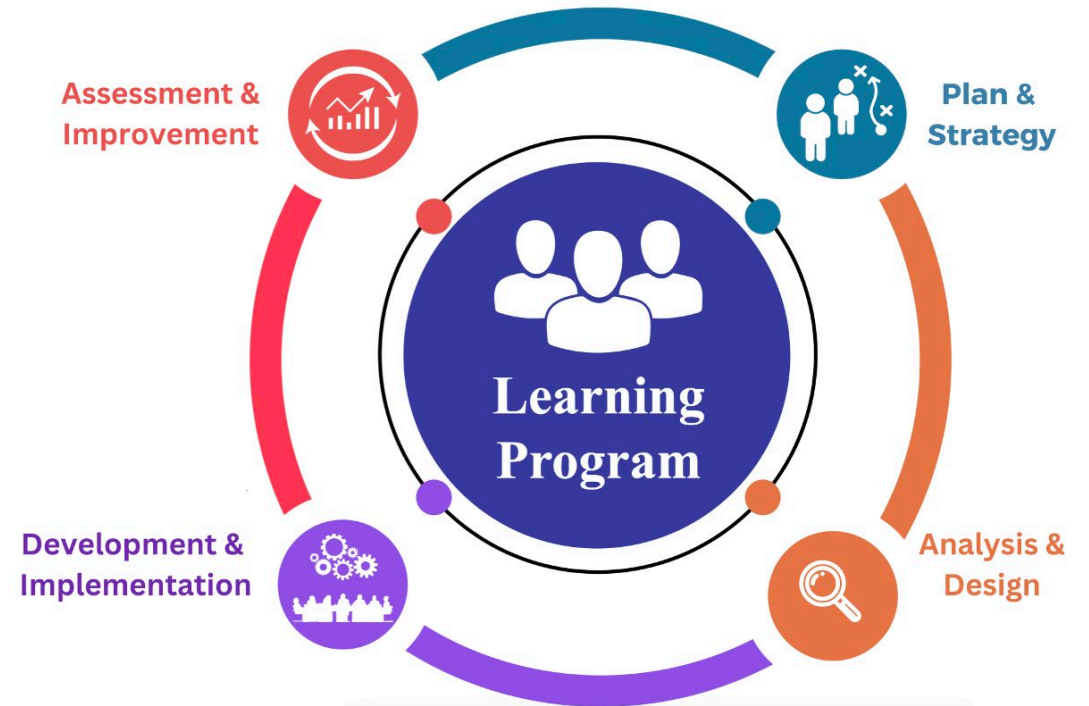 Assessment &
Improvement
Plan &
Strategy
Learning
Program
Development &
Implementation
Analysis &
Design